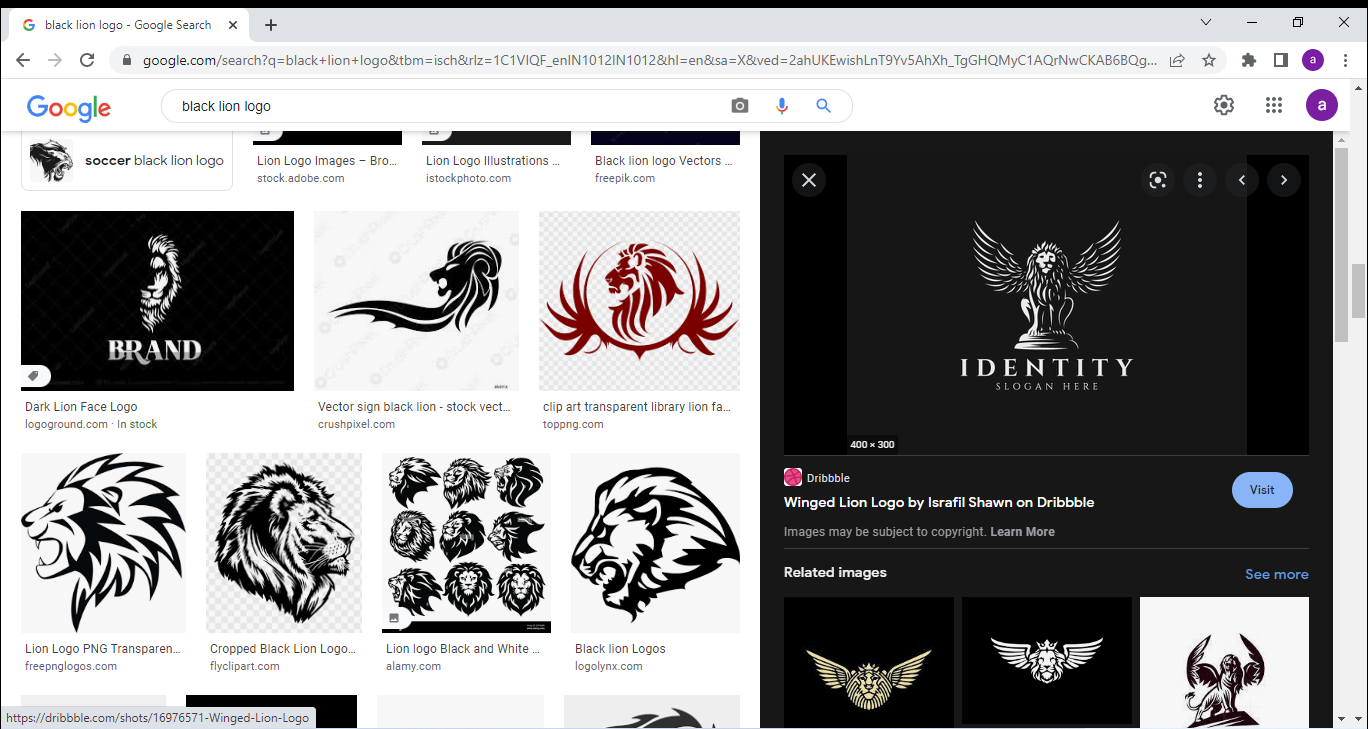 black lion logo - Google Search
google.com/search?q=black+lion+logo&tbm=isch&rlz=1C1VIQF_enIN1012IN1012&hl=en&sa=X&ved=2ahUKEwishLnT9Yv5AhXh_TgGHQMyC1AQrNwCKAB6BQg...
a
Google
black lion logo
a
soccer black lion logo
Lion Logo Images – Bro...
stock.adobe.com
Lion Logo Illustrations ...
istockphoto.com
Black lion logo Vectors ...
freepik.com
BRAND
Dark Lion Face Logo
logoground.com · In stock
Vector sign black lion - stock vect...
crushpixel.com
clip art transparent library lion fa...
toppng.com
Lion Logo PNG Transparen...
freepnglogos.com
Cropped Black Lion Logo...
flyclipart.com
Lion logo Black and White ...
alamy.com
Black lion Logos
logolynx.com
IDENTITY
SLOGAN HERE
400 × 300
Dribbble
Winged Lion Logo by Israfil Shawn on Dribbble
Visit
Images may be subject to copyright. Learn More
Related images
See more
https://dribbble.com/shots/16976571-Winged-Lion-Logo